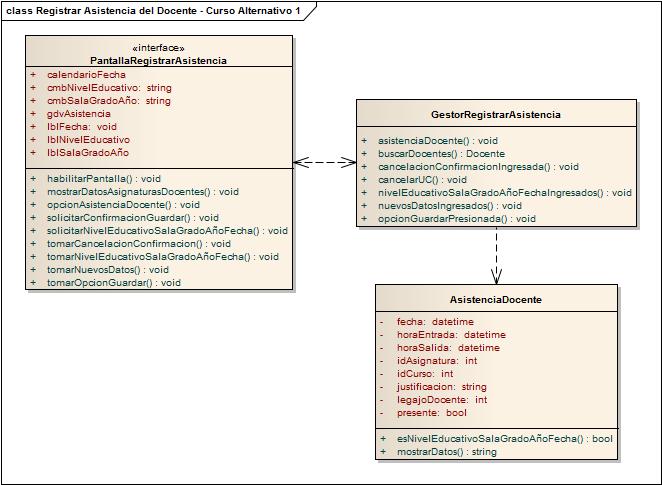 class Registrar Asistencia del Docente - Curso Alternativo 1
«interface»
PantallaRegistrarAsistencia
+ calendarioFecha
+ cmbNivelEducativo: string
+ cmbSalaGradoAño: string
+ gdvAsistencia
+ lblFecha: void
+ lblNivelEducativo
+ lblSalaGradoAño
+ habilitarPantalla() : void
+ mostrarDatosAsignaturasDocentes() : void
+ opcionAsistenciaDocente() : void
+ solicitarConfirmacionGuardar() : void
+ solicitarNivelEducativoSalaGradoAñoFecha() : void
+ tomarCancelacionConfirmacion() : void
+ tomarNivelEducativoSalaGradoAñoFecha() : void
+ tomarNuevosDatos() : void
+ tomarOpcionGuardar() : void
GestorRegistrarAsistencia
+ asistenciaDocente() : void
+ buscarDocentes() : Docente
+ cancelacionConfirmacionIngresada() : void
+ cancelarUC() : void
+ nivelEducativoSalaGradoAñoFechaIngresados() : void
+ nuevosDatosIngresados() : void
+ opcionGuardarPresionada() : void
AsistenciaDocente
- fecha: datetime
- horaEntrada: datetime
- horaSalida: datetime
- idAsignatura: int
- idCurso: int
- justificacion: string
- legajoDocente: int
- presente: bool
+ esNivelEducativoSalaGradoAñoFecha() : bool
+ mostrarDatos() : string